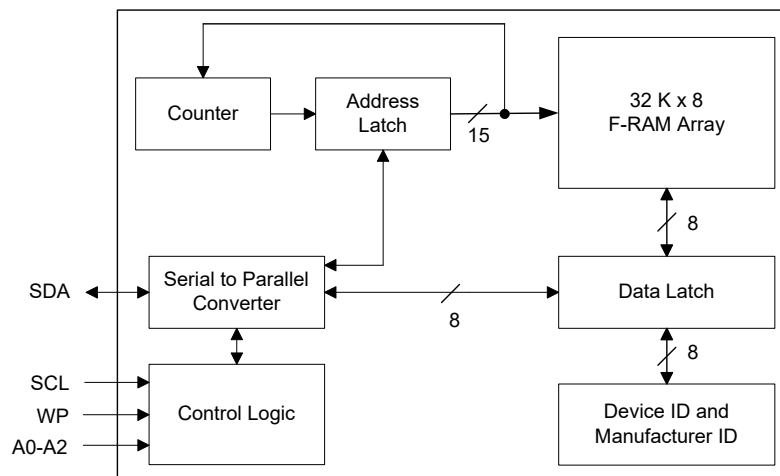 Counter
Address
Latch
15
32 K x 8
F-RAM Array
8
SDA
Serial to Parallel
Converter
8
Data Latch
8
SCL
WP
A0-A2
Control Logic
Device ID and
Manufacturer ID